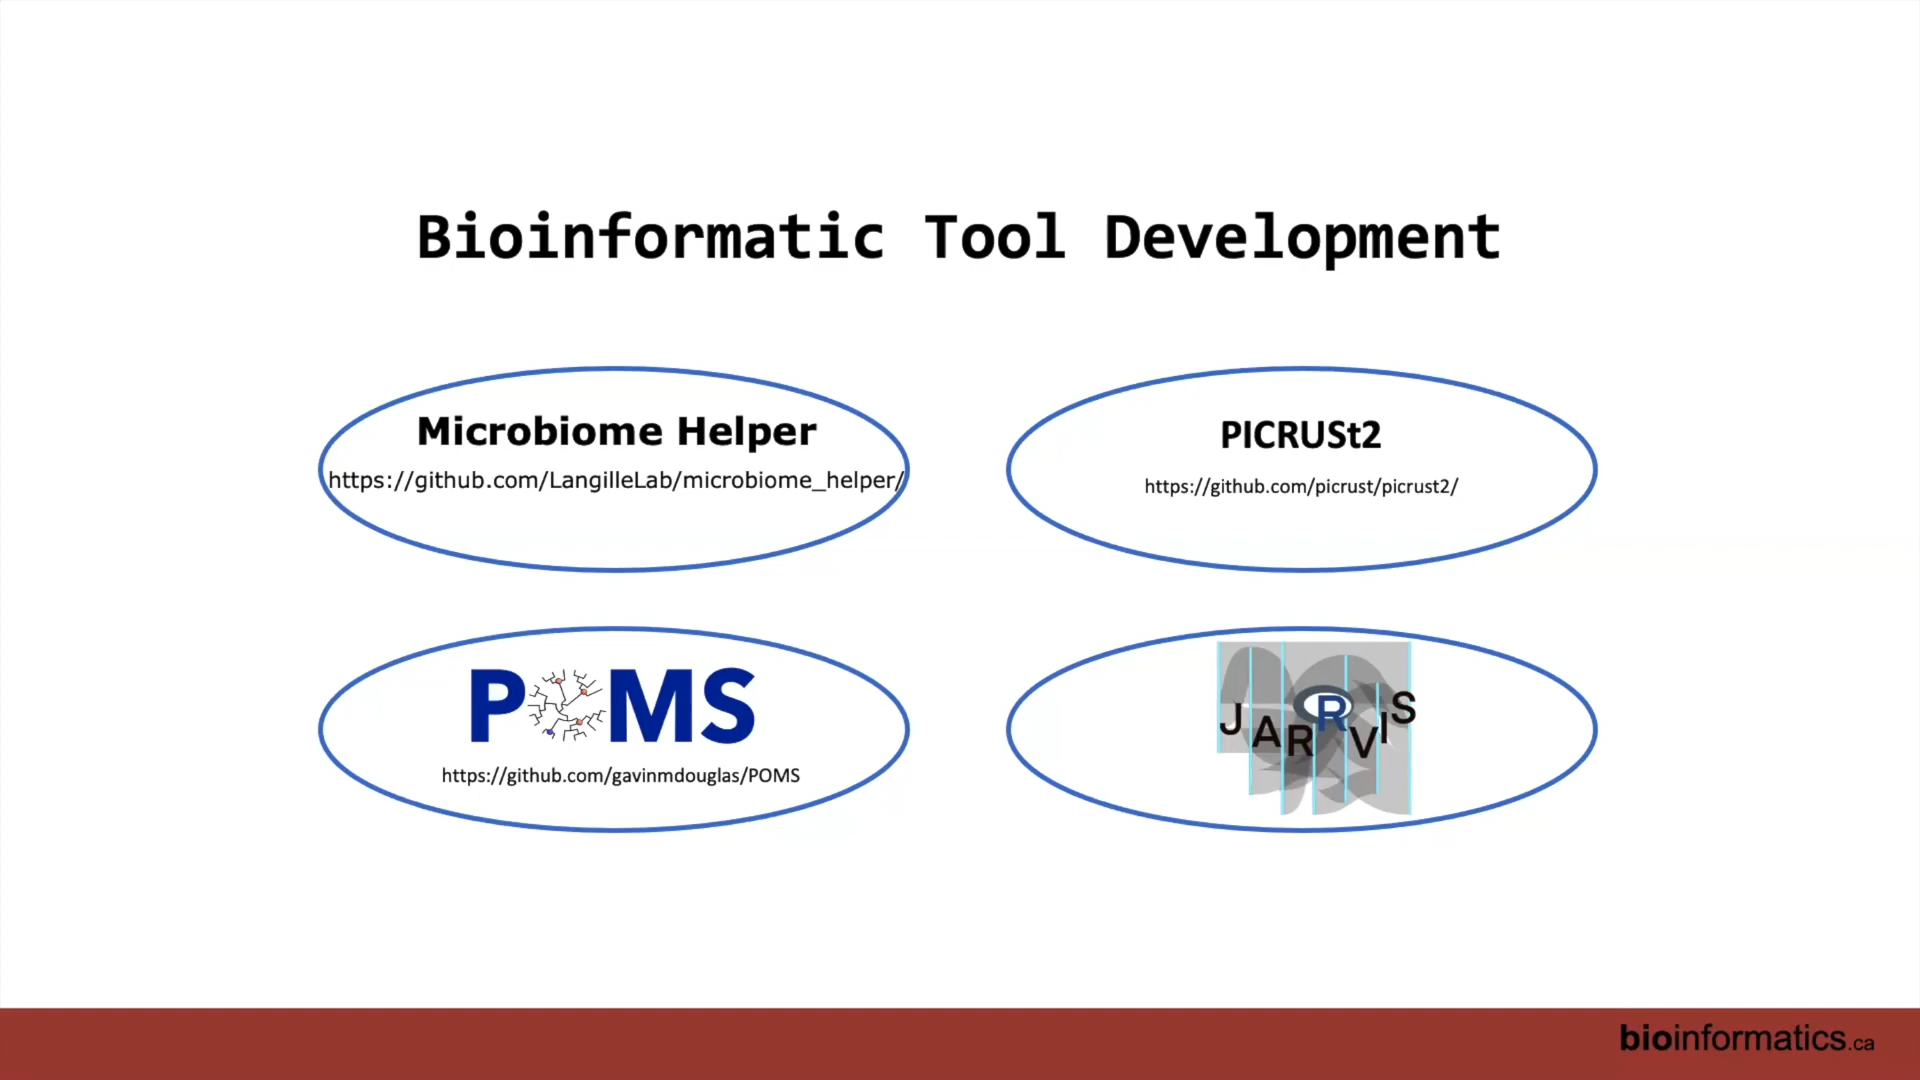 Bioinformatic Tool Development
Microbiome Helper
https://github.com/LangilleLab/microbiome_helper/
PICRUSt2
https://github.com/picrust/picrust2/
POMS
https://github.com/gavinmdouglas/POMS
JARRVIS
bioinformatics.ca